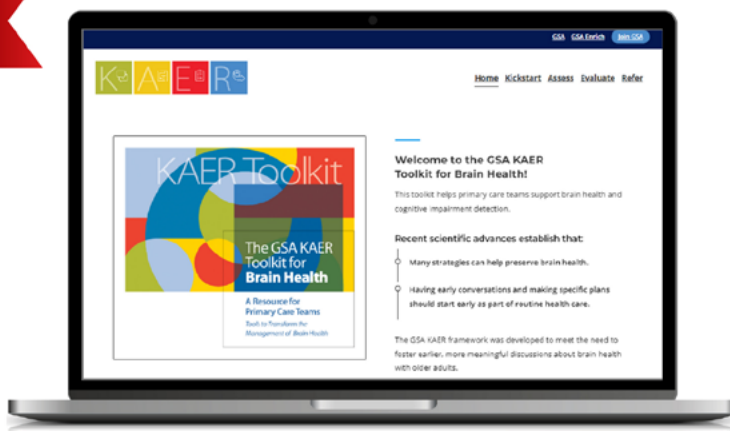 GSA GSA Enrich Join GSA
KAER
Home Kickstart Assess Evaluate Refer
KAER Toolkit
The GSA KAER
Toolkit for
Brain Health
A Resource for
Primary Care Teams
Tools to Transform the
Management of Brain Health
Welcome to the GSA KAER
Toolkit for Brain Health!
This toolkit helps primary care teams support brain health and
cognitive impairment detection.
Recent scientific advances establish that:
Many strategies can help preserve brain health.
Having early conversations and making specific plans
should start early as part of routine health care.
The GSA KAER framework was developed to meet the need to
foster earlier, more meaningful discussions about brain health
with older adults.